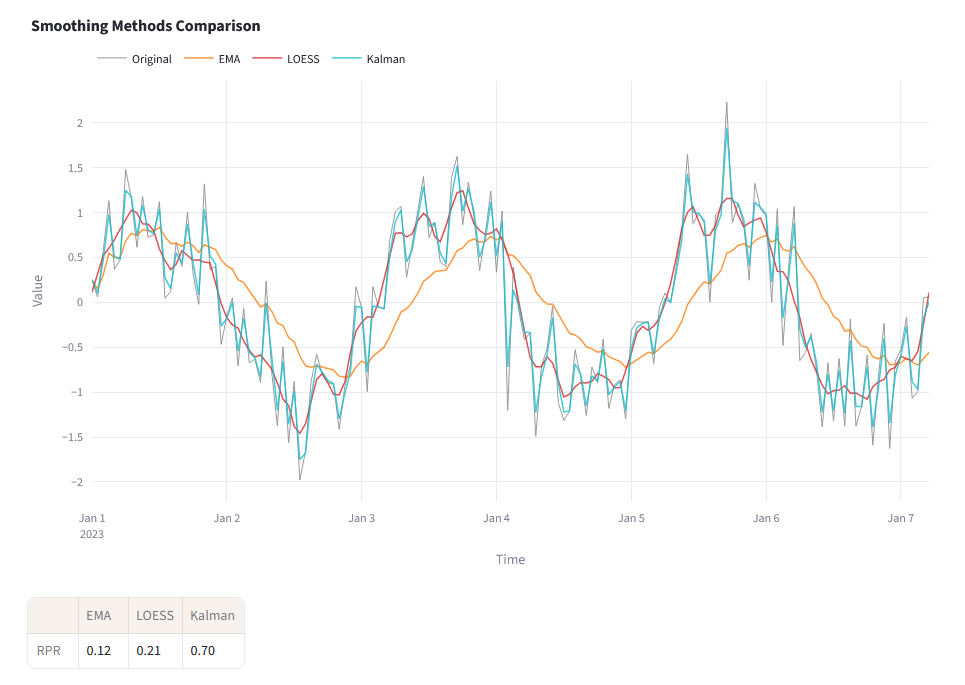 Smoothing Methods Comparison
Original EMA LOESS Kalman
2
1.5
1
0.5
0
−0.5
−1
−1.5
−2
Value
Jan 1 Jan 2 Jan 3 Jan 4 Jan 5 Jan 6 Jan 7
2023
Time
EMA LOESS Kalman
RPR 0.12 0.21 0.70